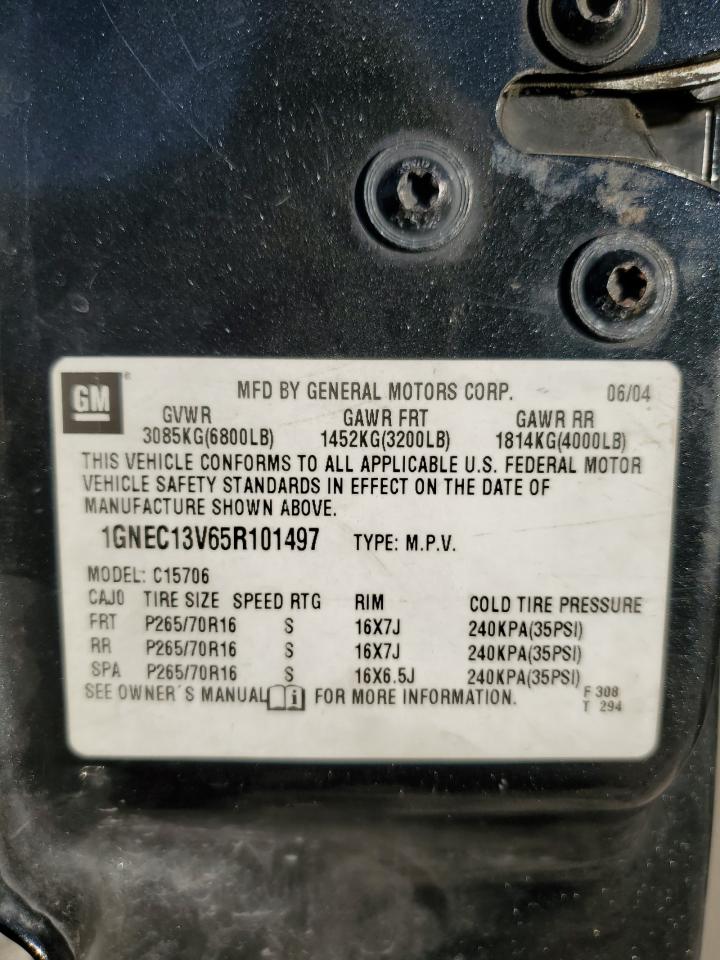 GM ®
MFD BY GENERAL MOTORS CORP. 06/04
GVWR GAWR FRT GAWR RR
3085KG(6800LB) 1452KG(3200LB) 1814KG(4000LB)
THIS VEHICLE CONFORMS TO ALL APPLICABLE U.S. FEDERAL MOTOR
VEHICLE SAFETY STANDARDS IN EFFECT ON THE DATE OF
MANUFACTURE SHOWN ABOVE.
1GNEC13V65R101497 TYPE: M.P.V.
MODEL: C15706
CAJ0 TIRE SIZE SPEED RTG RIM COLD TIRE PRESSURE
FRT P265/70R16 S 16X7J 240KPA(35PSI)
RR P265/70R16 S 16X7J 240KPA(35PSI)
SPA P265/70R16 S 16X6.5J 240KPA(35PSI)
SEE OWNER´S MANUAL i FOR MORE INFORMATION.
F 308
T 294